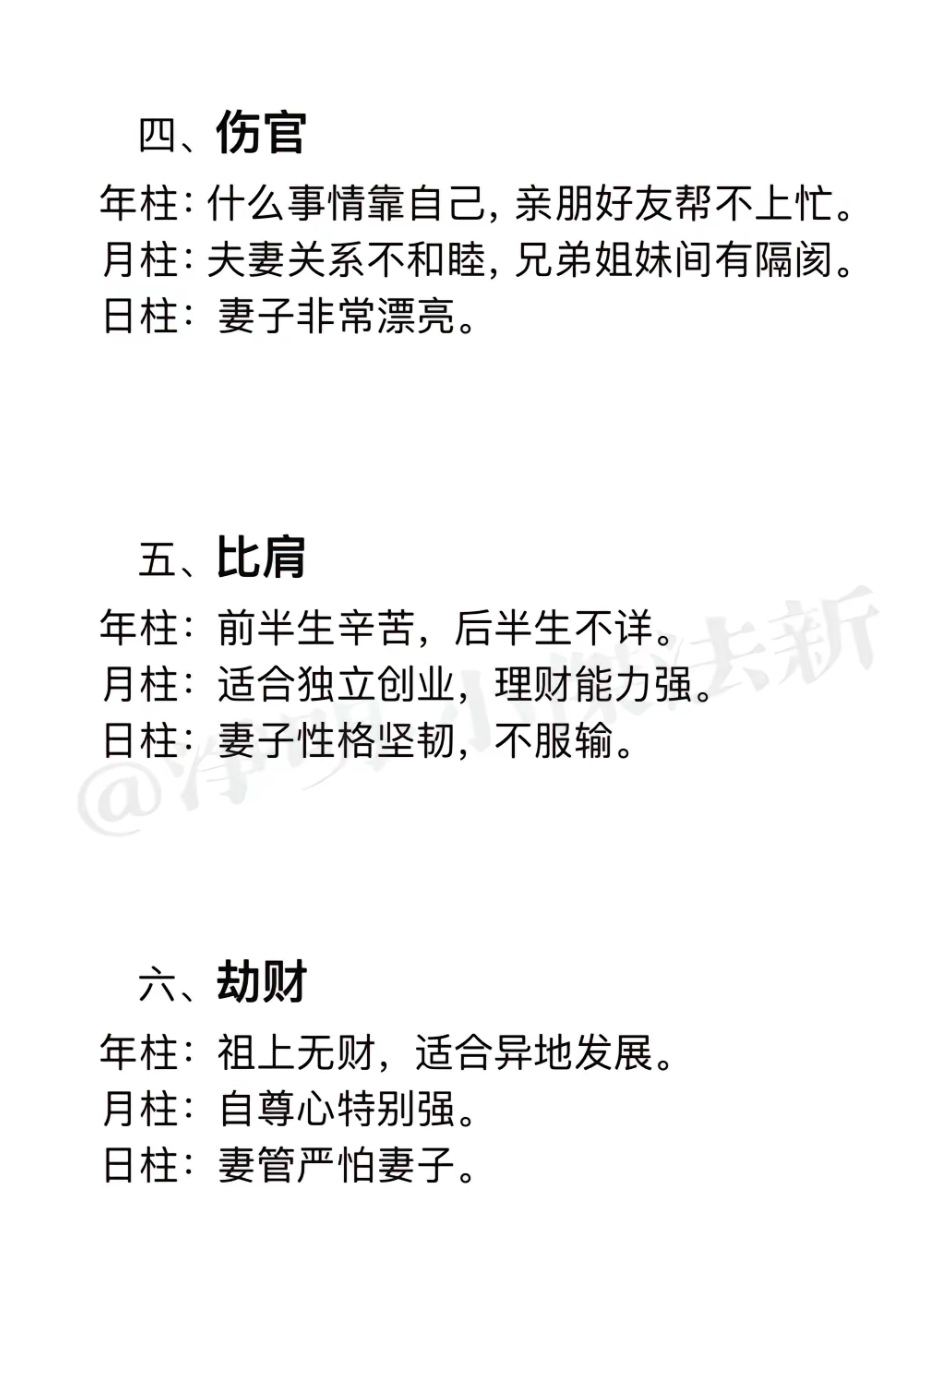 四、伤官
年柱：什么事情靠自己，亲朋好友帮不上忙。
月柱：夫妻关系不和睦，兄弟姐妹间有隔阂。
日柱：妻子非常漂亮。
五、比肩
年柱：前半生辛苦，后半生不详。
月柱：适合独立创业，理财能力强。
日柱：妻子性格坚韧，不服输。
六、劫财
年柱：祖上无财，适合异地发展。
月柱：自尊心特别强。
日柱：妻管严怕妻子。